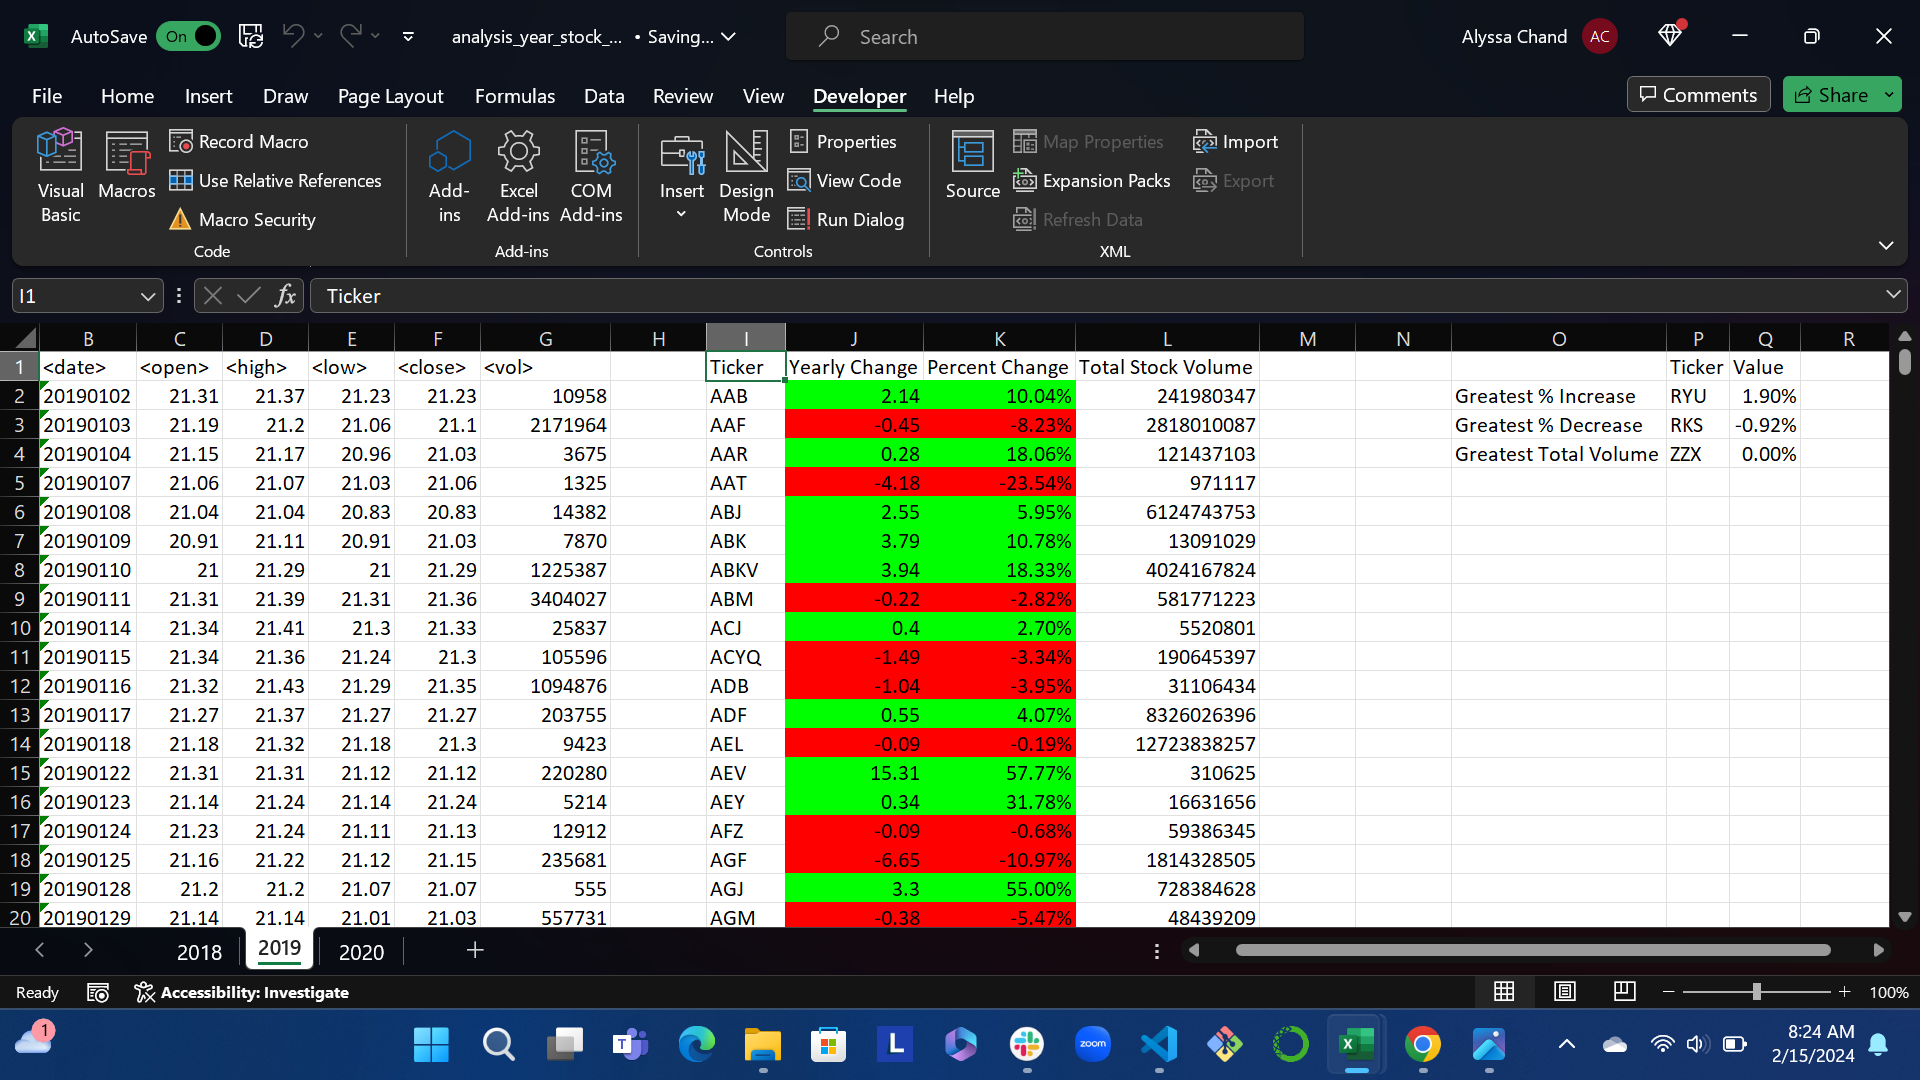 AutoSave On analysis_year_stock_... • Saving... Search Alyssa Chand AC
File Home Insert Draw Page Layout Formulas Data Review View Developer Help Comments Share
Visual Basic Macros Record Macro Use Relative References Macro Security Code
Add-ins Excel Add-ins COM Add-ins Add-ins
Insert Design Mode Properties View Code Run Dialog Controls
Source Map Properties Expansion Packs Refresh Data Import Export XML
I1 fx Ticker
B C D E F G H I J K L M N O P Q R
1 <date> <open> <high> <low> <close> <vol> Ticker Yearly Change Percent Change Total Stock Volume Ticker Value
2 20190102 21.31 21.37 21.23 21.23 10958 AAB 2.14 10.04% 241980347 Greatest % Increase RYU 1.90%
3 20190103 21.19 21.2 21.06 21.1 2171964 AAF -0.45 -8.23% 2818010087 Greatest % Decrease RKS -0.92%
4 20190104 21.15 21.17 20.96 21.03 3675 AAR 0.28 18.06% 121437103 Greatest Total Volume ZZX 0.00%
5 20190107 21.06 21.07 21.03 21.06 1325 AAT -4.18 -23.54% 971117
6 20190108 21.04 21.04 20.83 20.83 14382 ABJ 2.55 5.95% 6124743753
7 20190109 20.91 21.11 20.91 21.03 7870 ABK 3.79 10.78% 13091029
8 20190110 21 21.29 21 21.29 1225387 ABKV 3.94 18.33% 4024167824
9 20190111 21.31 21.39 21.31 21.36 3404027 ABM -0.22 -2.82% 581771223
10 20190114 21.34 21.41 21.3 21.33 25837 ACJ 0.4 2.70% 5520801
11 20190115 21.34 21.36 21.24 21.3 105596 ACYQ -1.49 -3.34% 190645397
12 20190116 21.32 21.43 21.29 21.35 1094876 ADB -1.04 -3.95% 31106434
13 20190117 21.27 21.37 21.27 21.27 203755 ADF 0.55 4.07% 8326026396
14 20190118 21.18 21.32 21.18 21.3 9423 AEL -0.09 -0.19% 12723838257
15 20190122 21.31 21.31 21.12 21.12 220280 AEV 15.31 57.77% 310625
16 20190123 21.14 21.24 21.14 21.24 5214 AEY 0.34 31.78% 16631656
17 20190124 21.23 21.24 21.11 21.13 12912 AFZ -0.09 -0.68% 59386345
18 20190125 21.16 21.22 21.12 21.15 235681 AGF -6.65 -10.97% 1814328505
19 20190128 21.2 21.2 21.07 21.07 555 AGJ 3.3 55.00% 728384628
20 20190129 21.14 21.14 21.01 21.03 557731 AGM -0.38 -5.47% 48439209
2018 2019 2020
Ready Accessibility: Investigate 100%
1 zoom 8:24 AM
2/15/2024